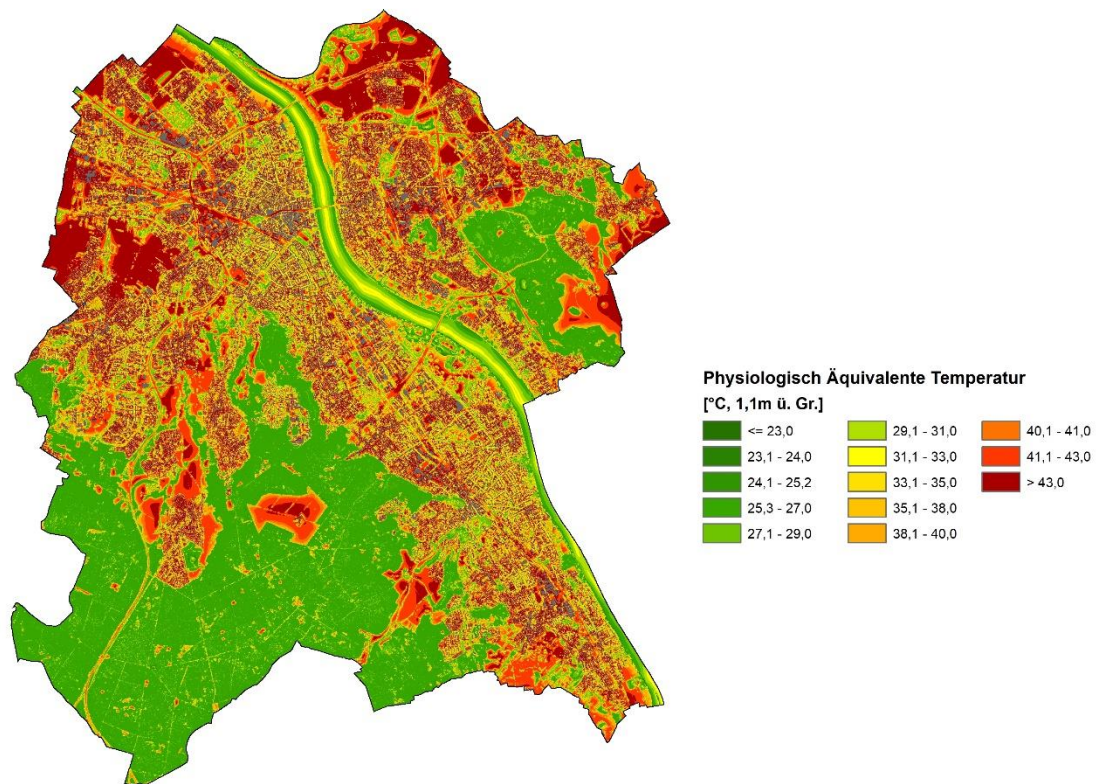 Physiologisch Äquivalente Temperatur
[°C, 1,1m ü. Gr.]
<= 23,0
23,1 - 24,0
24,1 - 25,2
25,3 - 27,0
27,1 - 29,0
29,1 - 31,0
31,1 - 33,0
33,1 - 35,0
35,1 - 38,0
38,1 - 40,0
40,1 - 41,0
41,1 - 43,0
> 43,0